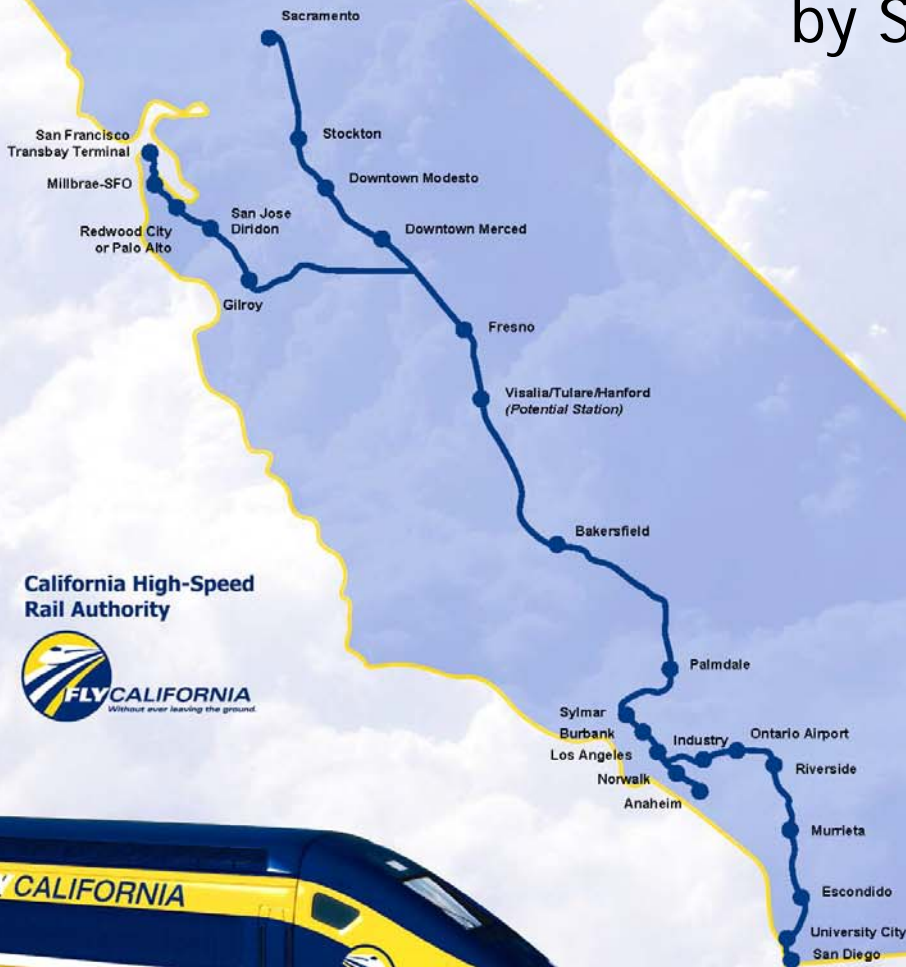 by S
Sacramento
San Francisco
Transbay Terminal
Stockton
Millbrae-SFO
Downtown Modesto
San Jose
Diridon
Redwood City
or Palo Alto
Downtown Merced
Gilroy
Fresno
Visalia/Tulare/Hanford
(Potential Station)
Bakersfield
California High-Speed
Rail Authority
FLYCALIFORNIA
Without ever leaving the ground.
Palmdale
Sylmar
Burbank
Industry
Ontario Airport
Los Angeles
Riverside
Norwalk
Anaheim
Murrieta
CALIFORNIA
Escondido
University City
San Diego